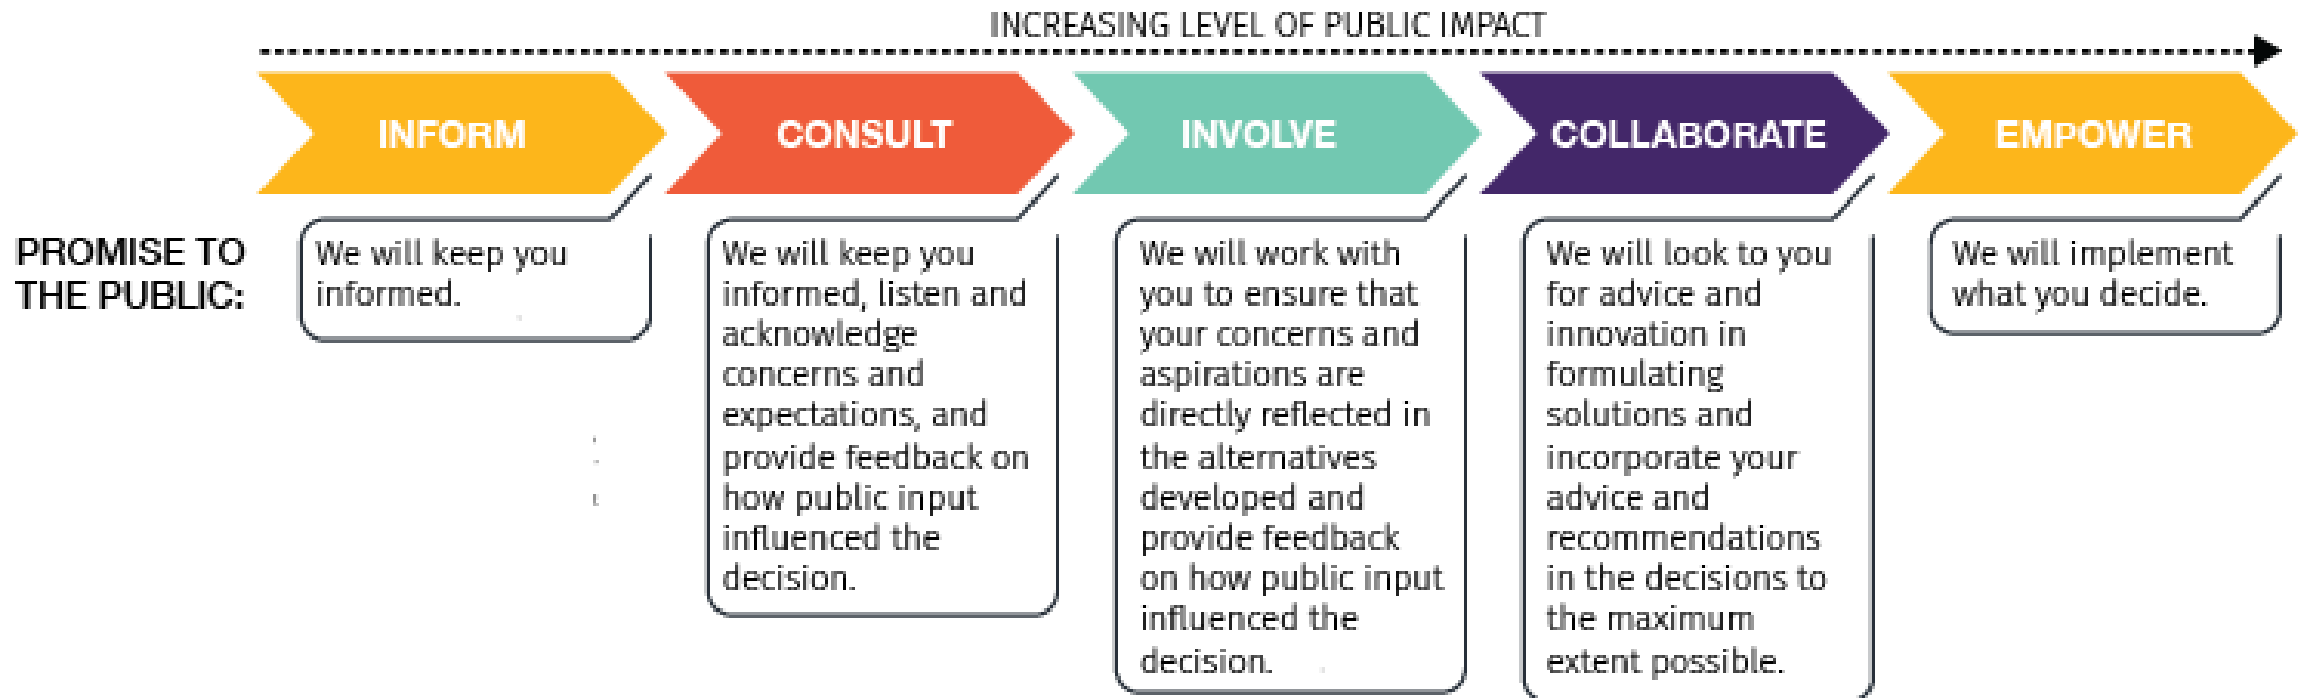 INCREASING LEVEL OF PUBLIC IMPACT
INFORM
CONSULT
INVOLVE
COLLABORATE
EMPOWER
PROMISE TO
THE PUBLIC:
We will keep you
informed.
We will keep you
informed, listen and
acknowledge
concerns and
expectations, and
provide feedback on
how public input
influenced the
decision.
We will work with
you to ensure that
your concerns and
aspirations are
directly reflected in
the alternatives
developed and
provide feedback
on how public input
influenced the
decision.
We will look to you
for advice and
innovation in
formulating
solutions and
incorporate your
advice and
recommendations
in the decisions to
the maximum
extent possible.
We will implement
what you decide.